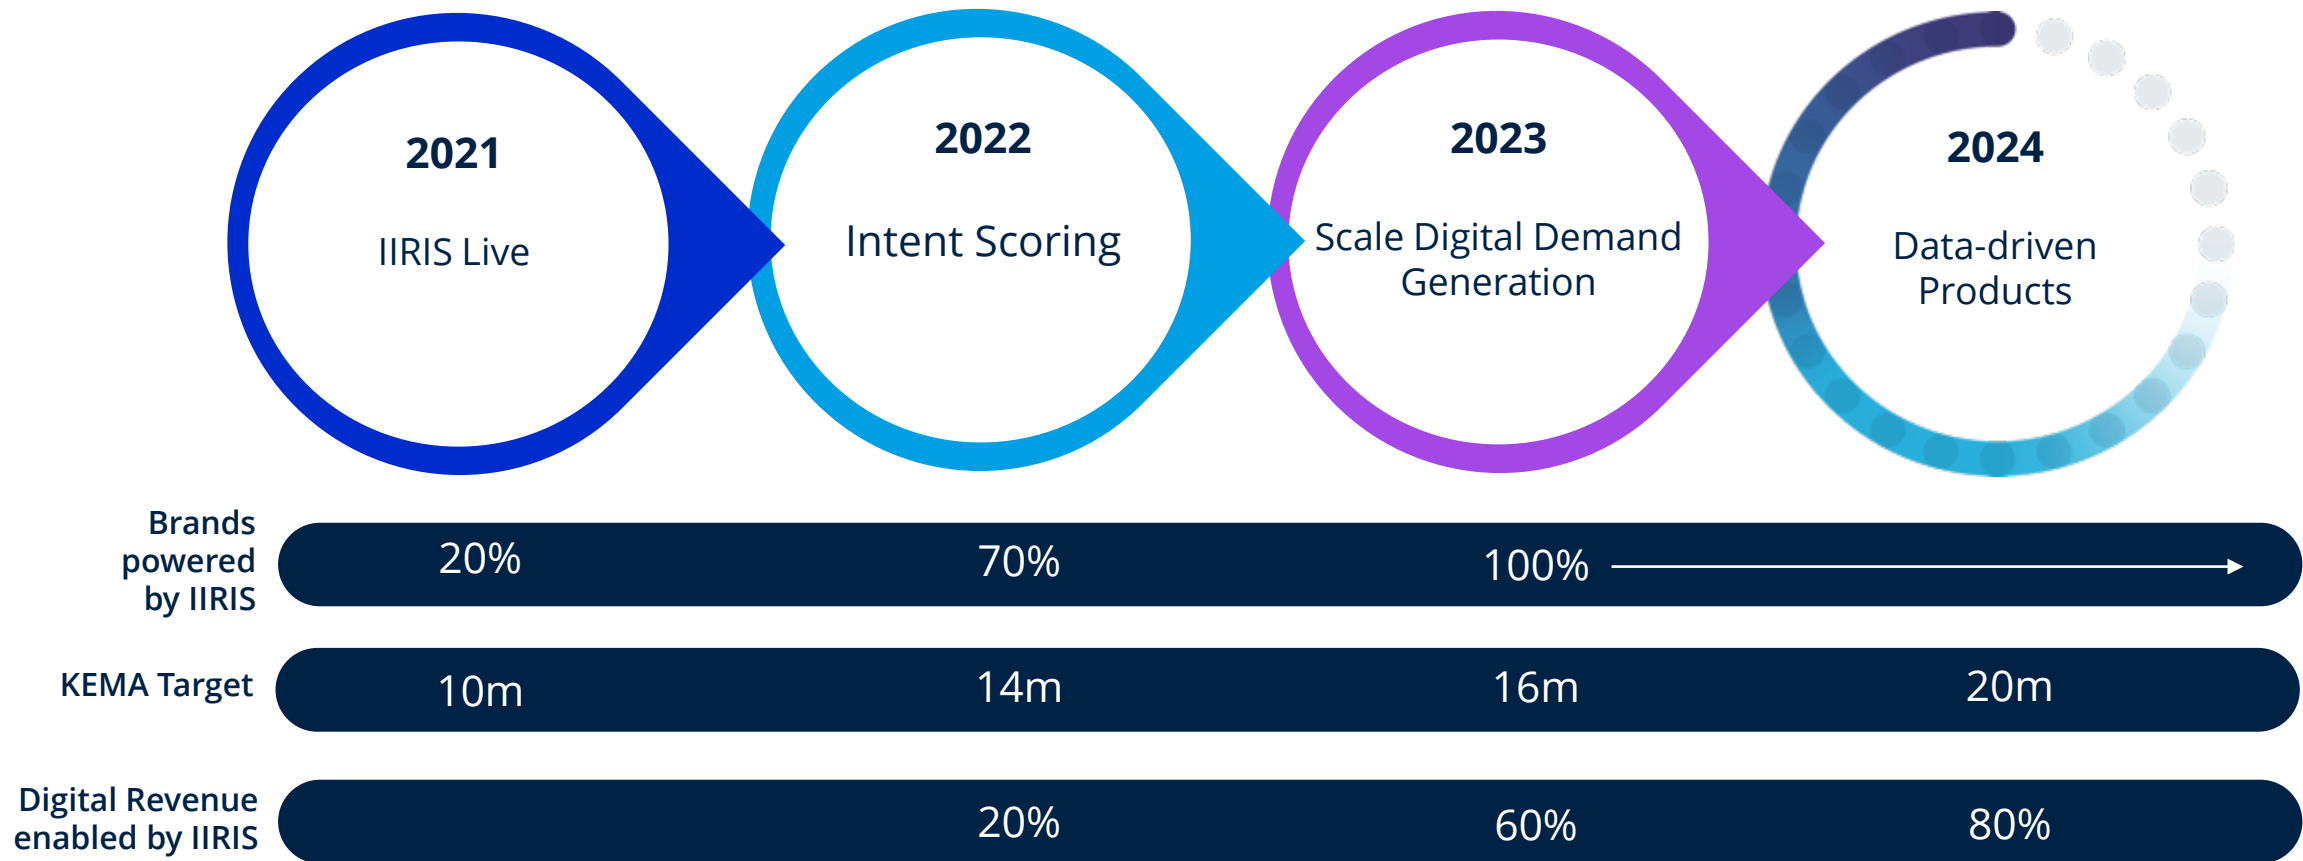 2021
IIRIS Live
2022
Intent Scoring
2023
Scale Digital Demand
Generation
2024
Data-driven
Products
Brands
powered
by IIRIS
20%
70%
100%
KEMA Target
10m
14m
16m
20m
Digital Revenue
enabled by IIRIS
20%
60%
80%